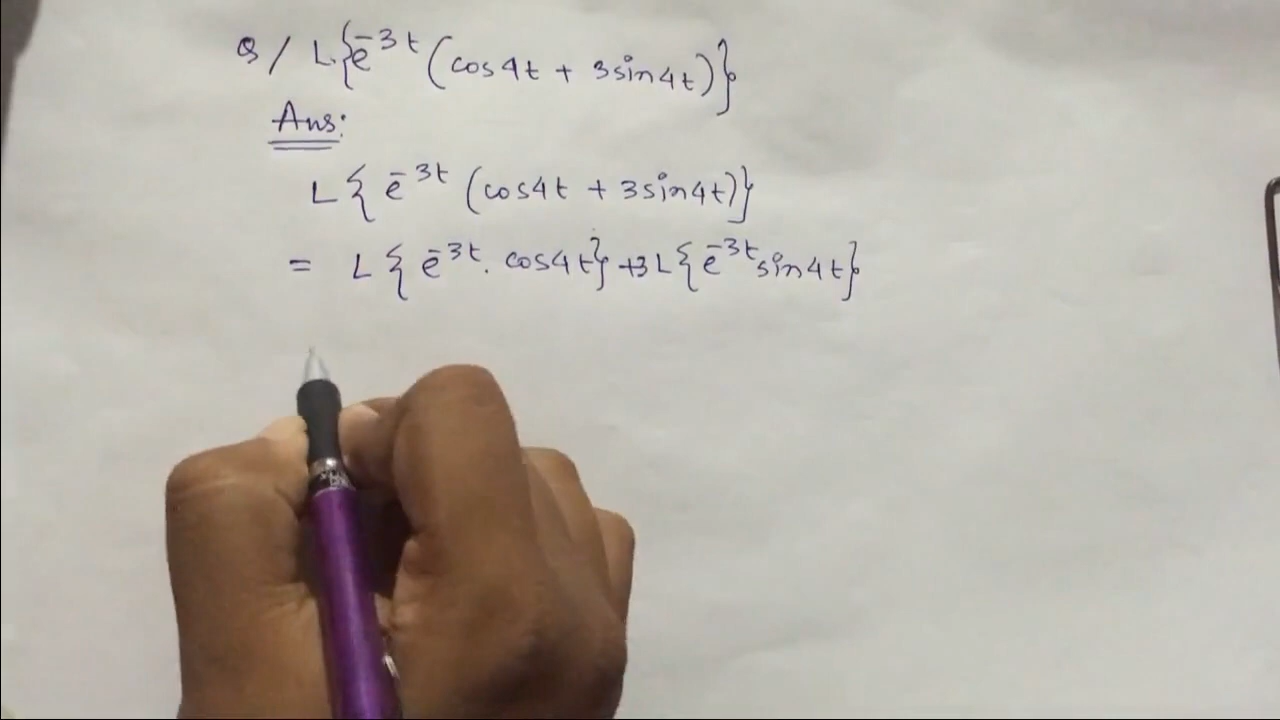 Q / L{e^-3t (cos4t + 3sin4t)}
Ans:
L{e^-3t (cos4t + 3sin4t)}
= L{e^-3t . cos4t} +3L{e^-3t sin4t}